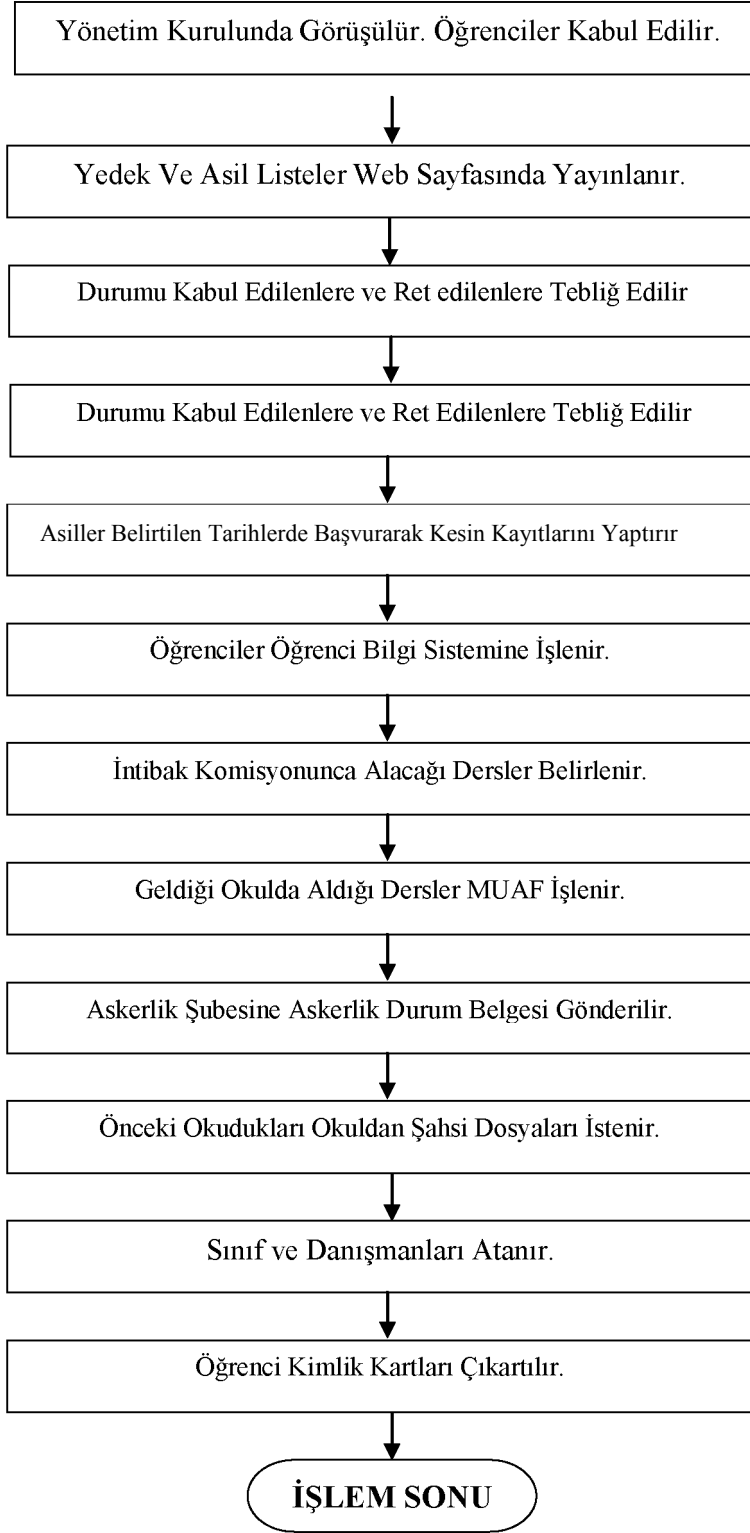 Yönetim Kurulunda Görüşülür. Öğrenciler Kabul Edilir.
Yedek Ve Asil Listeler Web Sayfasında Yayınlanır.
Durumu Kabul Edilenlere ve Ret edilenlere Tebliğ Edilir
Durumu Kabul Edilenlere ve Ret Edilenlere Tebliğ Edilir
Asiller Belirtilen Tarihlerde Başvurarak Kesin Kayıtlarını Yaptırır
Öğrenciler Öğrenci Bilgi Sistemine İşlenir.
İntibak Komisyonunca Alacağı Dersler Belirlenir.
Geldiği Okulda Aldığı Dersler MUAF İşlenir.
Askerlik Şubesine Askerlik Durum Belgesi Gönderilir.
Önceki Okudukları Okuldan Şahsi Dosyaları İstenir.
Sınıf ve Danışmanları Atanır.
Öğrenci Kimlik Kartları Çıkartılır.
İŞLEM SONU